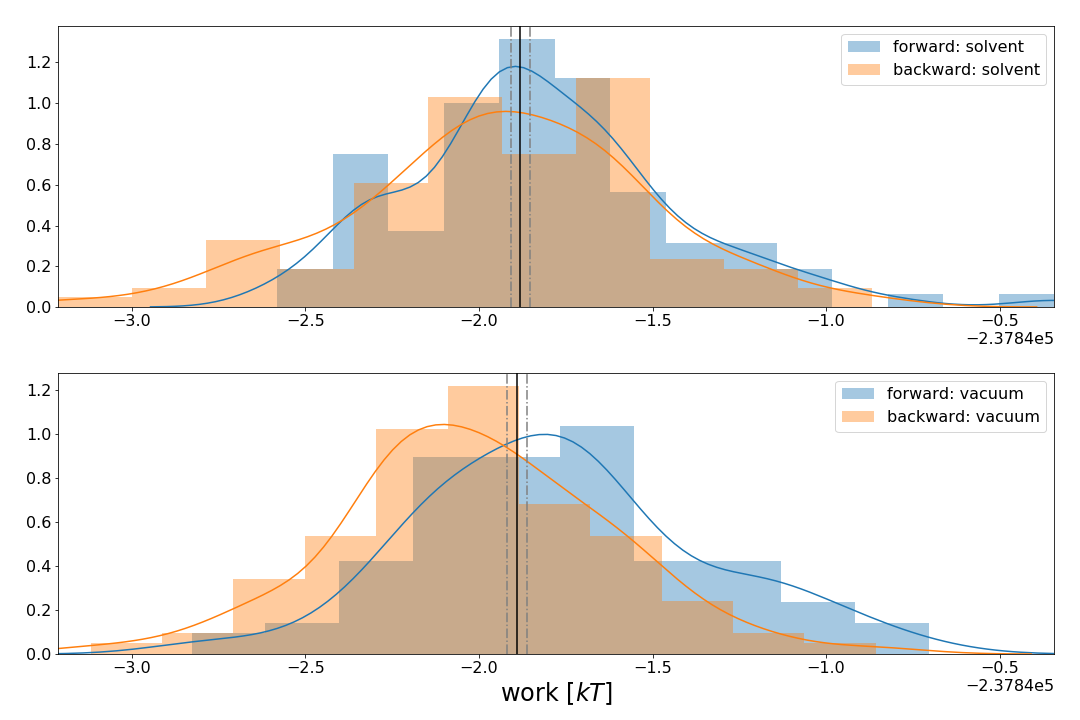 forward: solvent
backward: solvent
1.2
1.0
0.8
0.6
0.4
0.2
0.0
−3.0 −2.5 −2.0 −1.5 −1.0 −0.5
−2.3784e5
forward: vacuum
backward: vacuum
1.2
1.0
0.8
0.6
0.4
0.2
0.0
−3.0 −2.5 −2.0 −1.5 −1.0 −0.5
−2.3784e5
work [kT]